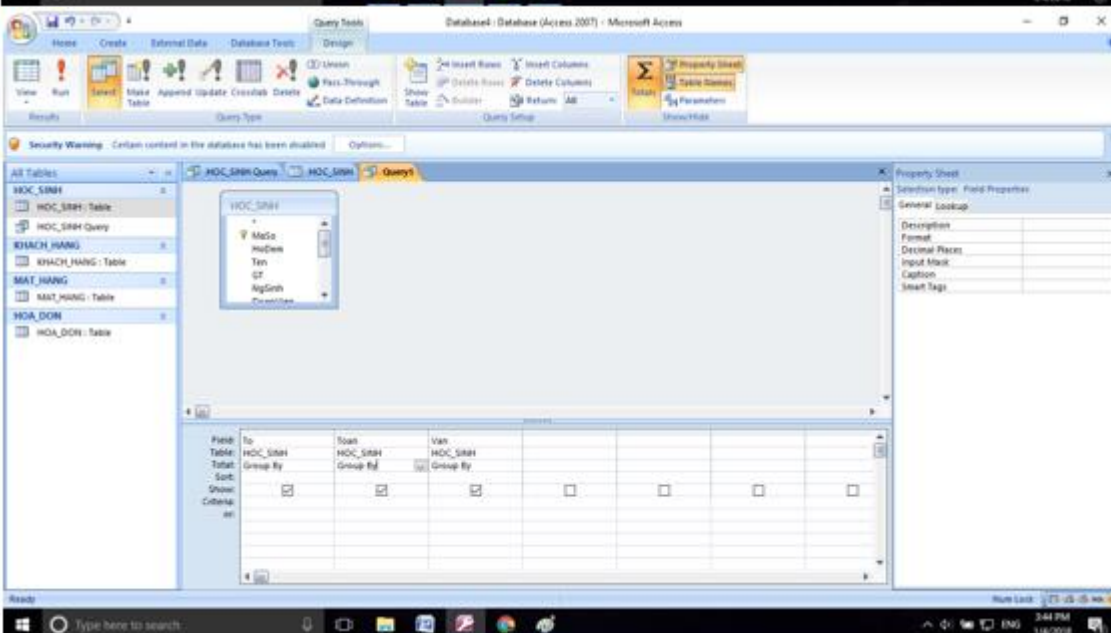 Query Tools
Database4 : Database (Access 2007) - Microsoft Access
Home Create External Data Database Tools Design
View
Run
Select
Make Table
Append
Update
Crosstab
Delete
Union
Pass-Through
Data Definition
Show Table
Insert Rows
Delete Rows
Builder
Insert Columns
Delete Columns
Return: All
Totals
Property Sheet
Table Names
Parameters
Results
Query Type
Query Setup
Show/Hide
Security Warning Certain content in the database has been disabled Options...
All Tables
HOC_SINH
HOC_SINH : Table
HOC_SINH Query
KHACH_HANG
KHACH_HANG : Table
MAT_HANG
MAT_HANG : Table
HOA_DON
HOA_DON : Table
HOC_SINH Query HOC_SINH Query1
HOC_SINH
*
MaSo
HoDem
Ten
GT
NgSinh
Property Sheet
Selection type: Field Properties
General Lookup
Description
Format
Decimal Places
Input Mask
Caption
Smart Tags
Field: To Toan Van
Table: HOC_SINH HOC_SINH HOC_SINH
Total: Group By Group By Group By
Sort:
Show:
Criteria:
or:
Ready
Num Lock
Type here to search
ENG
3:44 PM